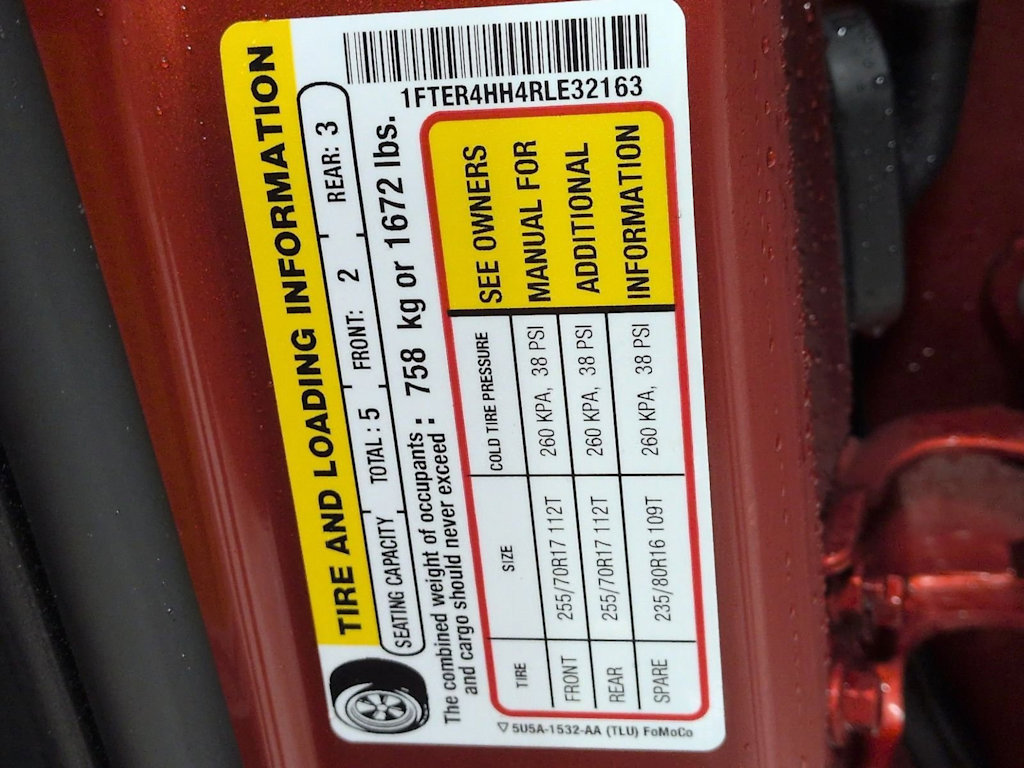 1FTER4HH4RLE32163
TIRE AND LOADING INFORMATION
SEATING CAPACITY TOTAL : 5 FRONT: 2 REAR: 3
The combined weight of occupants : 758 kg or 1672 lbs.
and cargo should never exceed :
TIRE SIZE COLD TIRE PRESSURE
FRONT 255/70R17 112T 260 KPA, 38 PSI
REAR 255/70R17 112T 260 KPA, 38 PSI
SPARE 235/80R16 109T 260 KPA, 38 PSI
SEE OWNERS
MANUAL FOR
ADDITIONAL
INFORMATION
5U5A-1532-AA (TLU) FoMoCo